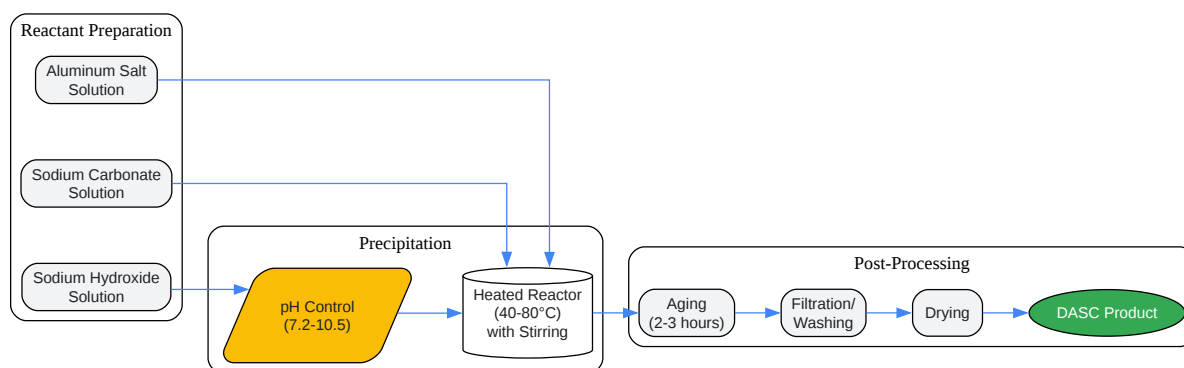 Reactant Preparation
Aluminum Salt
Solution
Sodium Carbonate
Solution
Sodium Hydroxide
Solution
Precipitation
pH Control
(7.2-10.5)
Heated Reactor
(40-80°C)
with Stirring
Post-Processing
Aging
(2-3 hours)
Filtration/
Washing
Drying
DASC Product